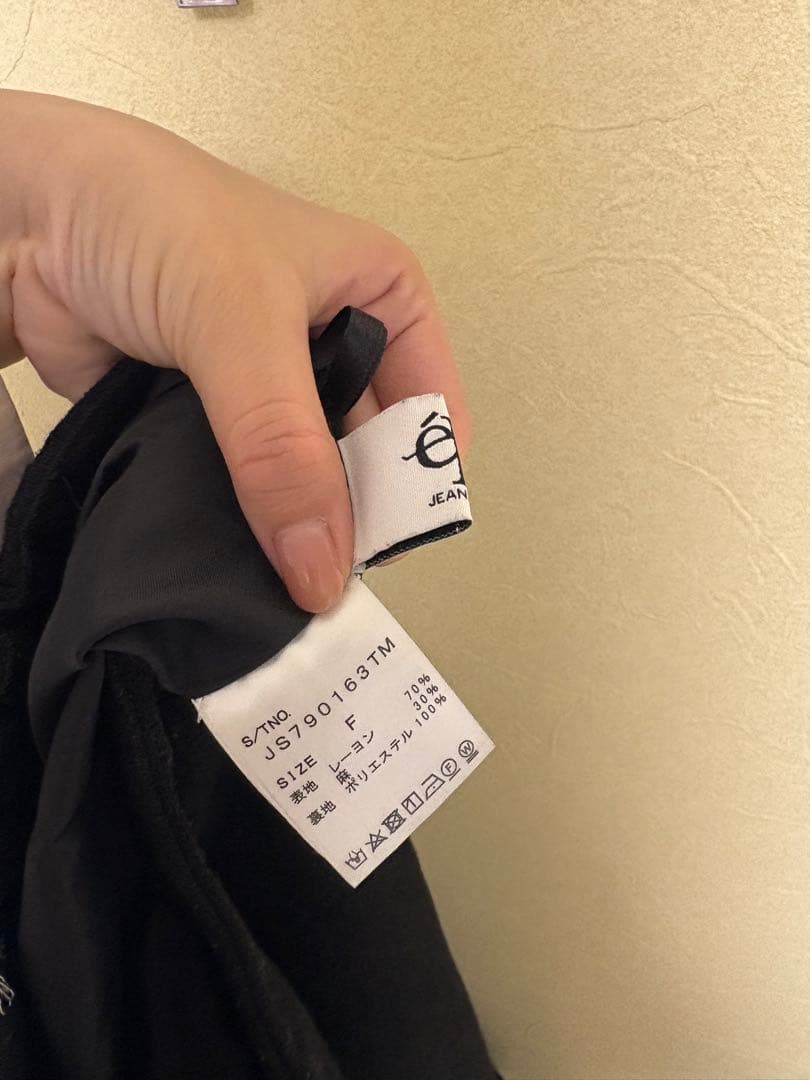 JEAN
S/TNO.
JS790163TM
SIZE F
表地 レーヨン 70%
麻 30%
裏地 ポリエステル 100%
F W